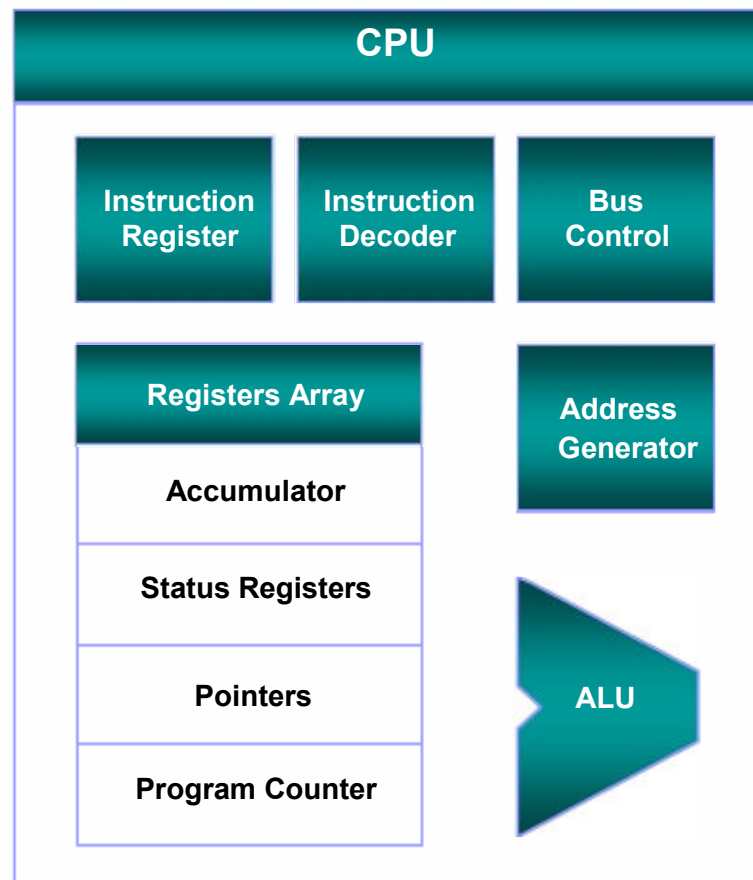 CPU
Instruction
Register
Instruction
Decoder
Bus
Control
Registers Array
Accumulator
Status Registers
Pointers
Program Counter
Address
Generator
ALU